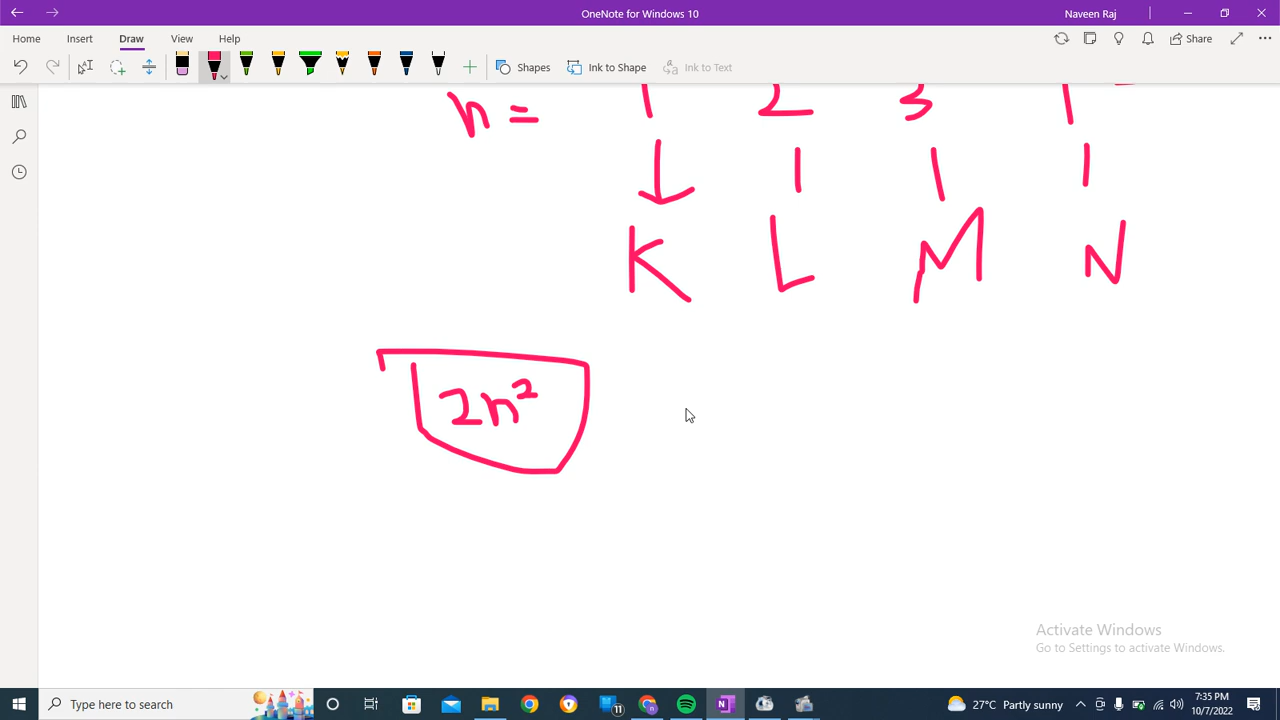 OneNote for Windows 10
Naveen Raj
Home Insert Draw View Help
Share
Shapes Ink to Shape Ink to Text
n = 1 2 3
K L M N
2n²
Activate Windows
Go to Settings to activate Windows.
Type here to search
11
27°C Partly sunny
7:35 PM
10/7/2022